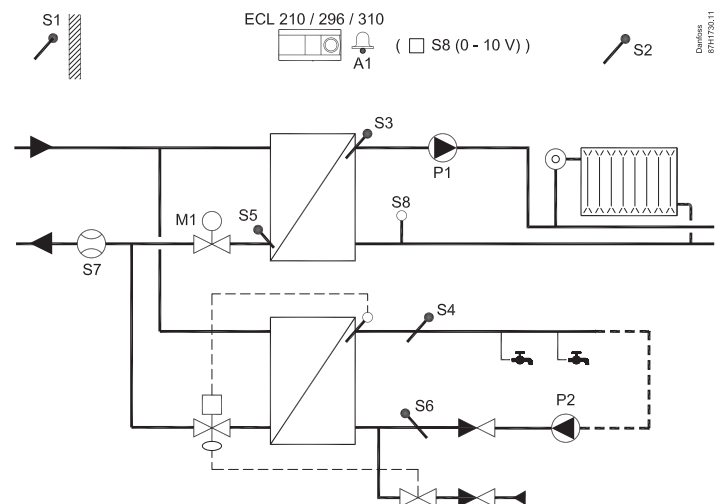 S1
ECL 210 / 296 / 310
A1
( S8 (0 - 10 V) )
S2
Danfoss
87H1730.11
S3
P1
M1
S5
S8
S7
S4
S6
P2